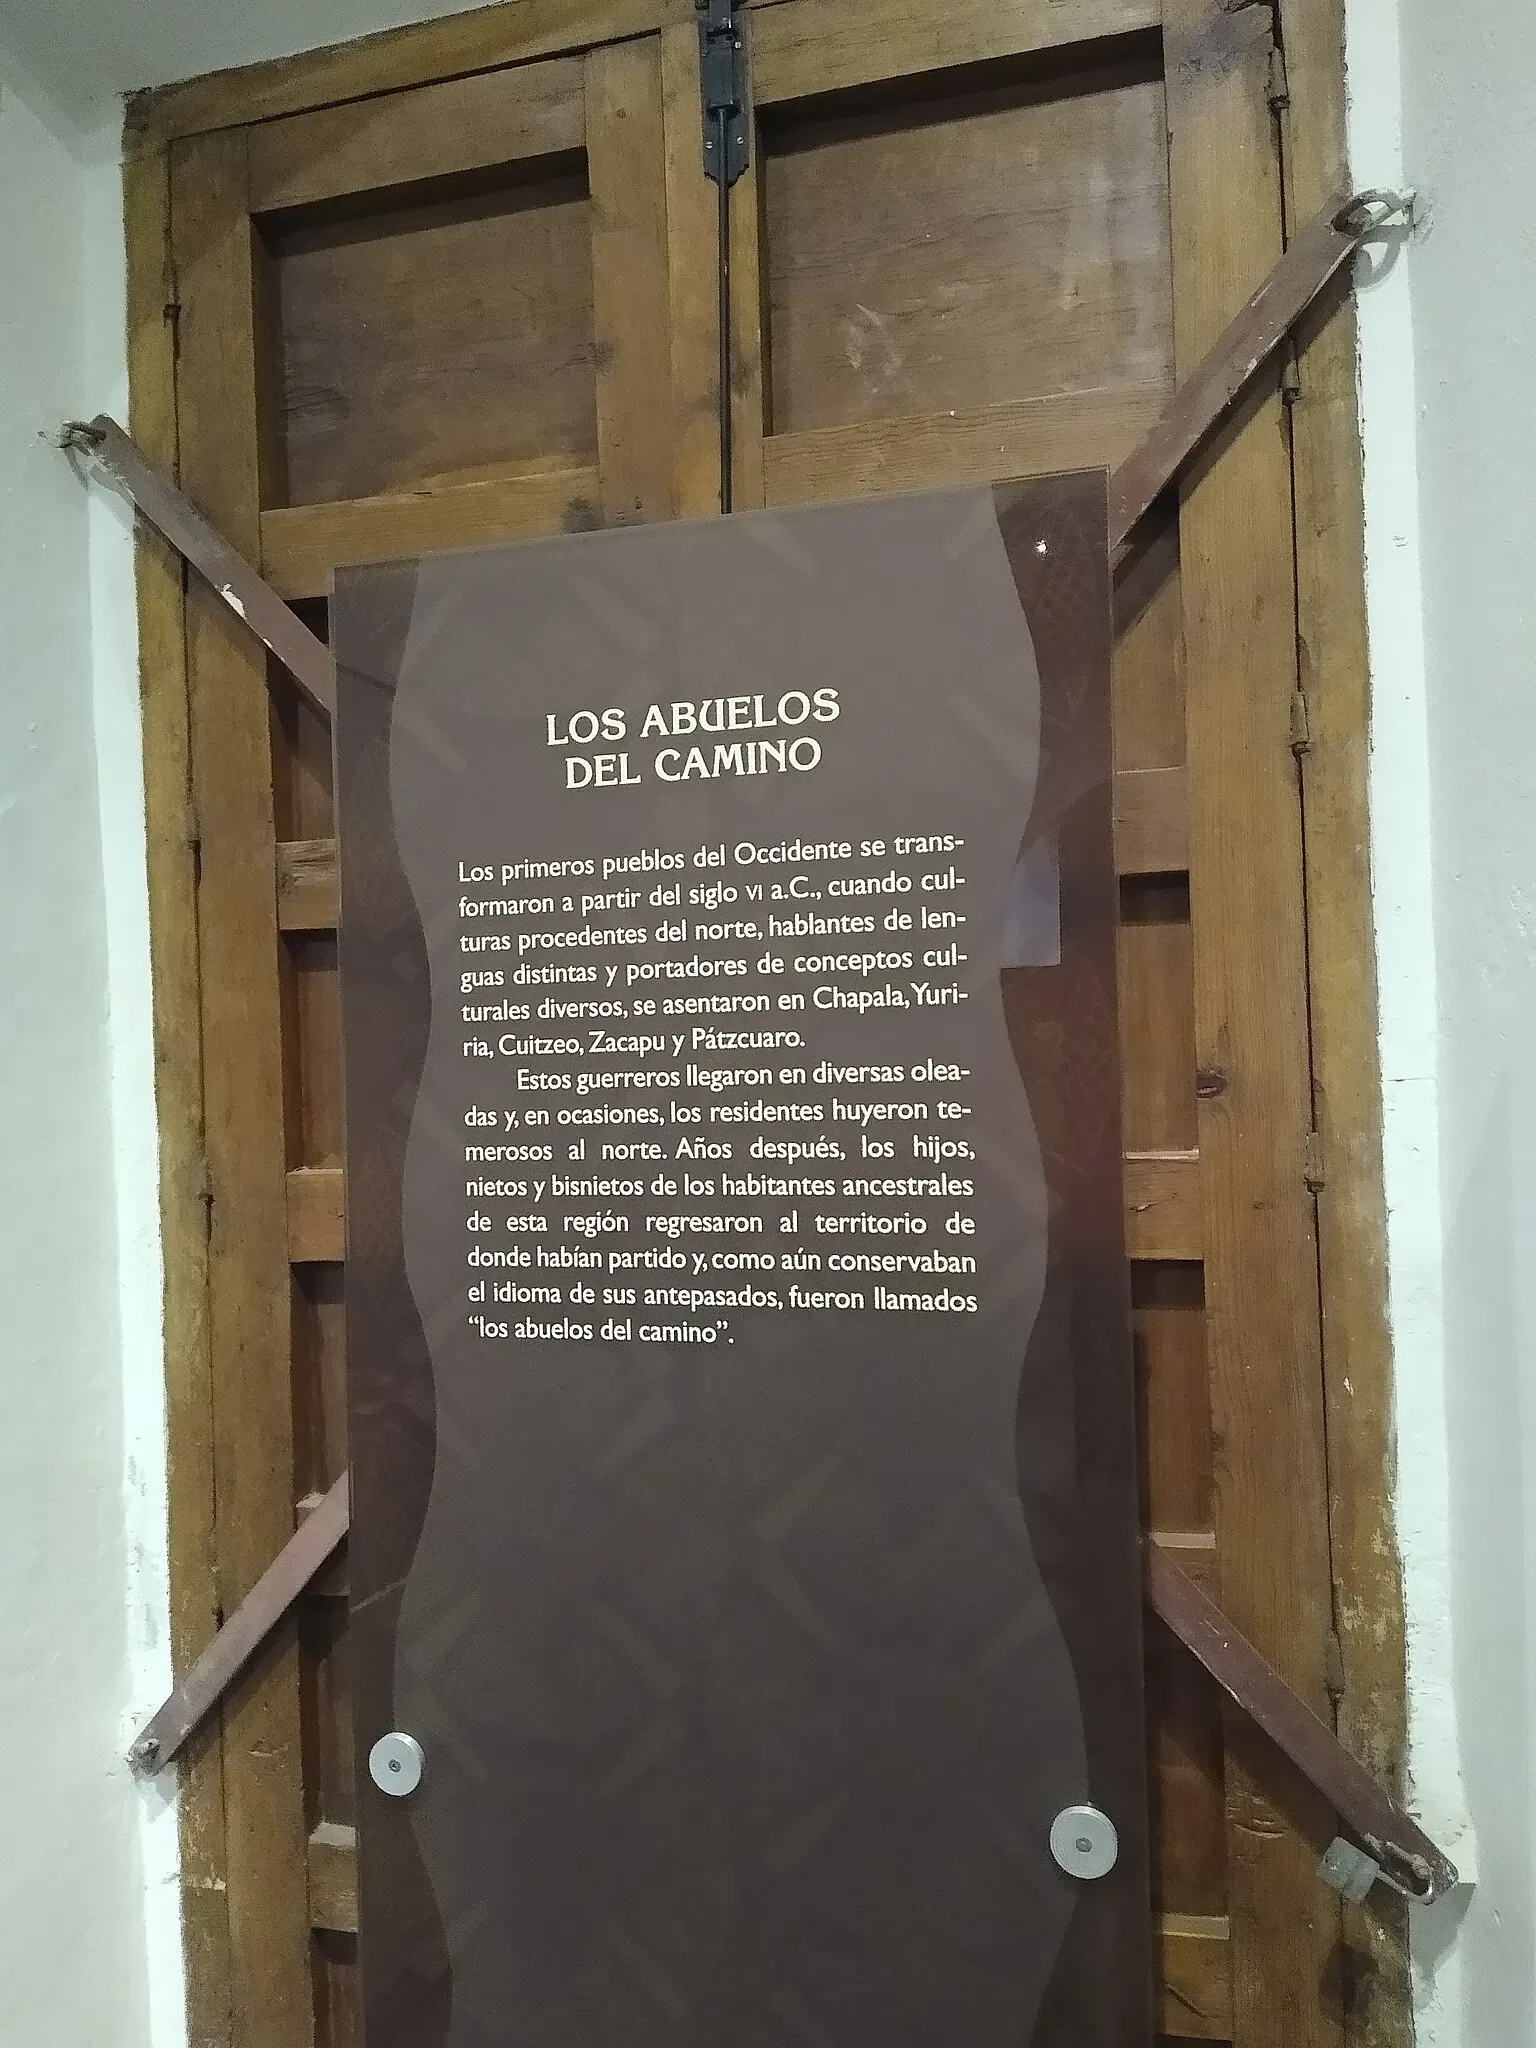 LOS ABUELOS
DEL CAMINO
Los primeros pueblos del Occidente se trans-
formaron a partir del siglo VI a.C., cuando cul-
turas procedentes del norte, hablantes de len-
guas distintas y portadores de conceptos cul-
turales diversos, se asentaron en Chapala, Yuri-
ria, Cuitzeo, Zacapu y Pátzcuaro.
Estos guerreros llegaron en diversas olea-
das y, en ocasiones, los residentes huyeron te-
merosos al norte. Años después, los hijos,
nietos y bisnietos de los habitantes ancestrales
de esta región regresaron al territorio de
donde habían partido y, como aún conservaban
el idioma de sus antepasados, fueron llamados
“los abuelos del camino”.